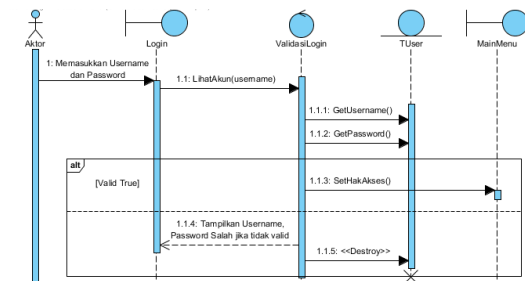 Aktor
Login
ValidasiLogin
TUser
MainMenu
1: Memasukkan Username
dan Password
1.1: LihatAkun(username)
1.1.1: GetUsername()
1.1.2: GetPassword()
alt
[Valid True]
1.1.3: SetHakAkses()
1.1.4: Tampilkan Username,
Password Salah jika tidak valid
1.1.5: <<Destroy>>